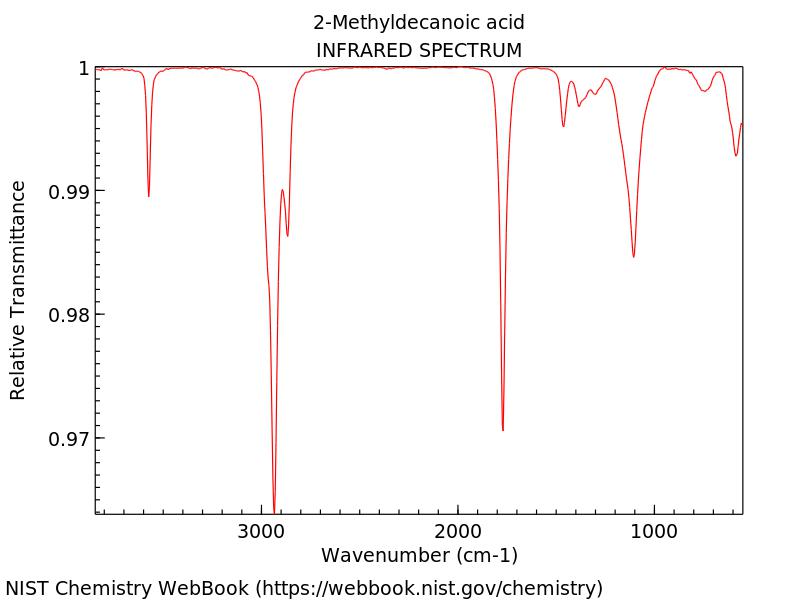 2-Methyldecanoic acid
INFRARED SPECTRUM
1
0.99
0.98
0.97
Relative Transmittance
3000 2000 1000
Wavenumber (cm-1)
NIST Chemistry WebBook (https://webbook.nist.gov/chemistry)